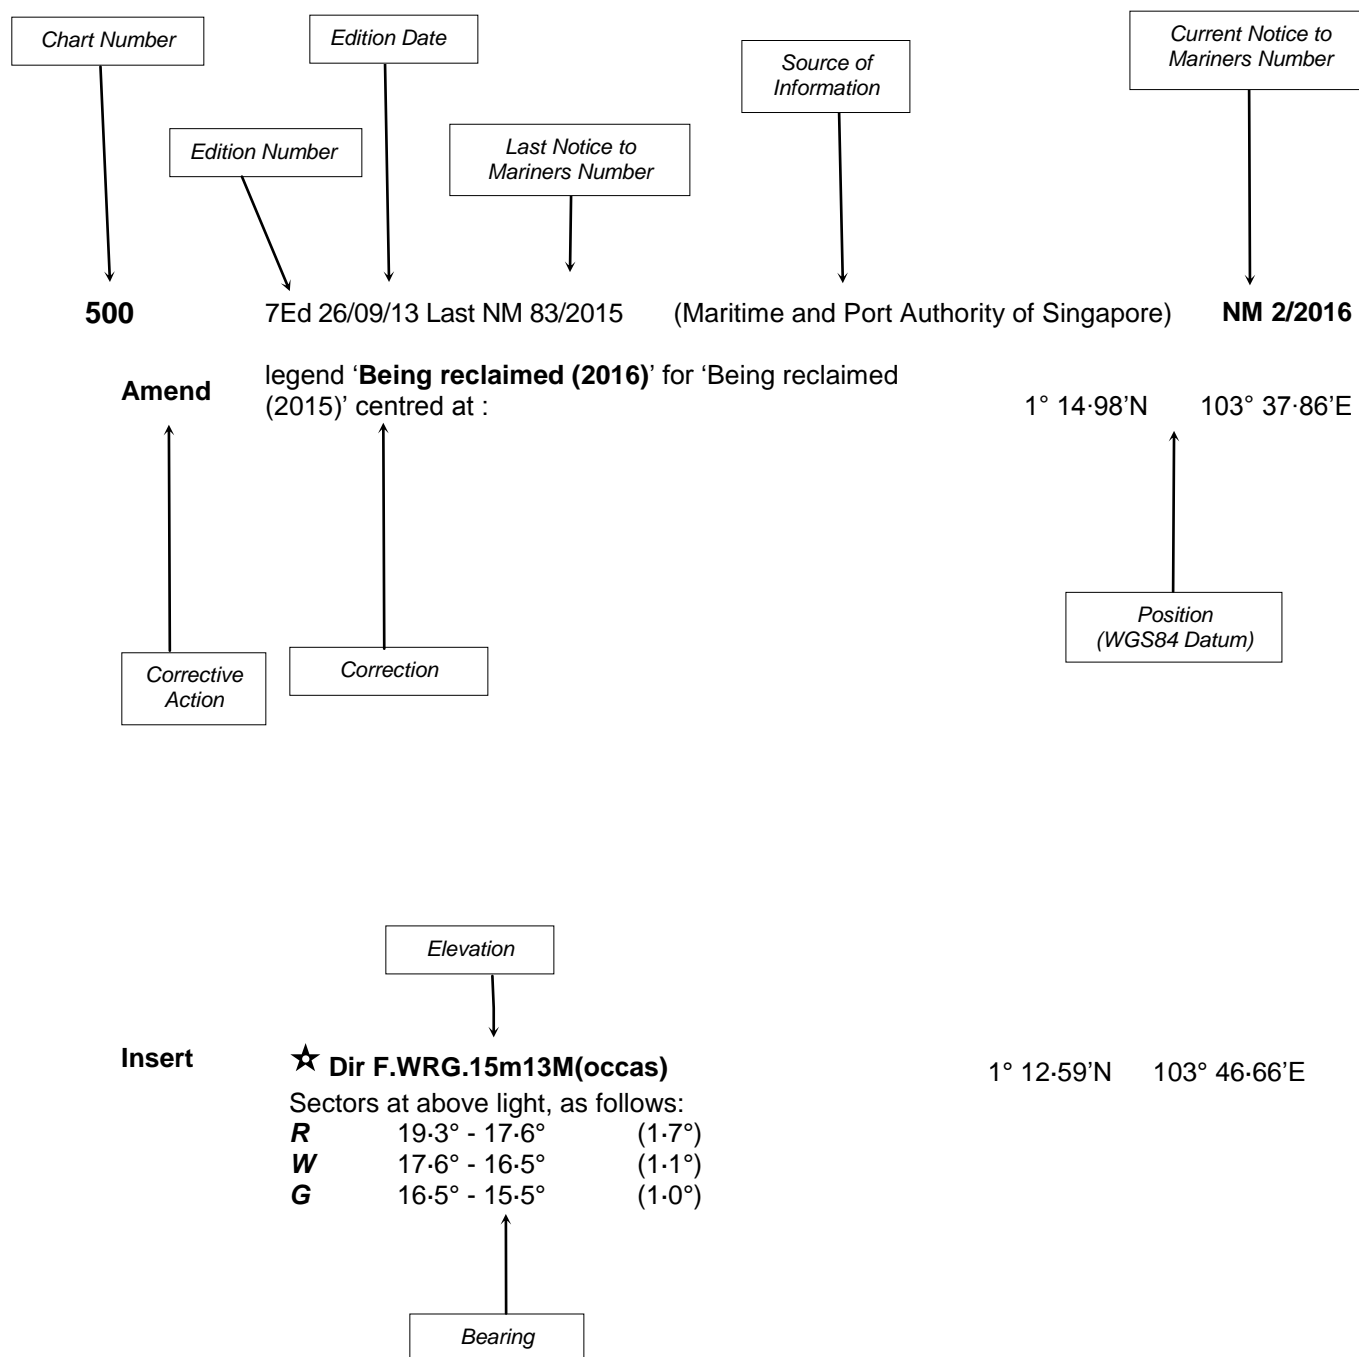 Chart Number
Edition Date
Source of
Information
Current Notice to
Mariners Number
Edition Number
Last Notice to
Mariners Number
500 7Ed 26/09/13 Last NM 83/2015 (Maritime and Port Authority of Singapore) NM 2/2016
Amend legend ‘Being reclaimed (2016)’ for ‘Being reclaimed
(2015)’ centred at : 1° 14·98’N 103° 37·86’E
Position
(WGS84 Datum)
Corrective
Action
Correction
Elevation
Insert ☆ Dir F.WRG.15m13M(occas) 1° 12·59’N 103° 46·66’E
Sectors at above light, as follows:
R 19·3° - 17·6° (1·7°)
W 17·6° - 16·5° (1·1°)
G 16·5° - 15·5° (1·0°)
Bearing